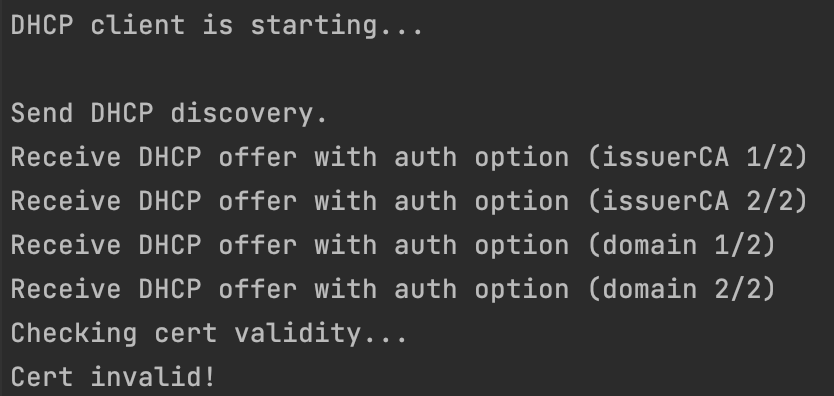 DHCP client is starting...
Send DHCP discovery.
Receive DHCP offer with auth option (issuerCA 1/2)
Receive DHCP offer with auth option (issuerCA 2/2)
Receive DHCP offer with auth option (domain 1/2)
Receive DHCP offer with auth option (domain 2/2)
Checking cert validity...
Cert invalid!